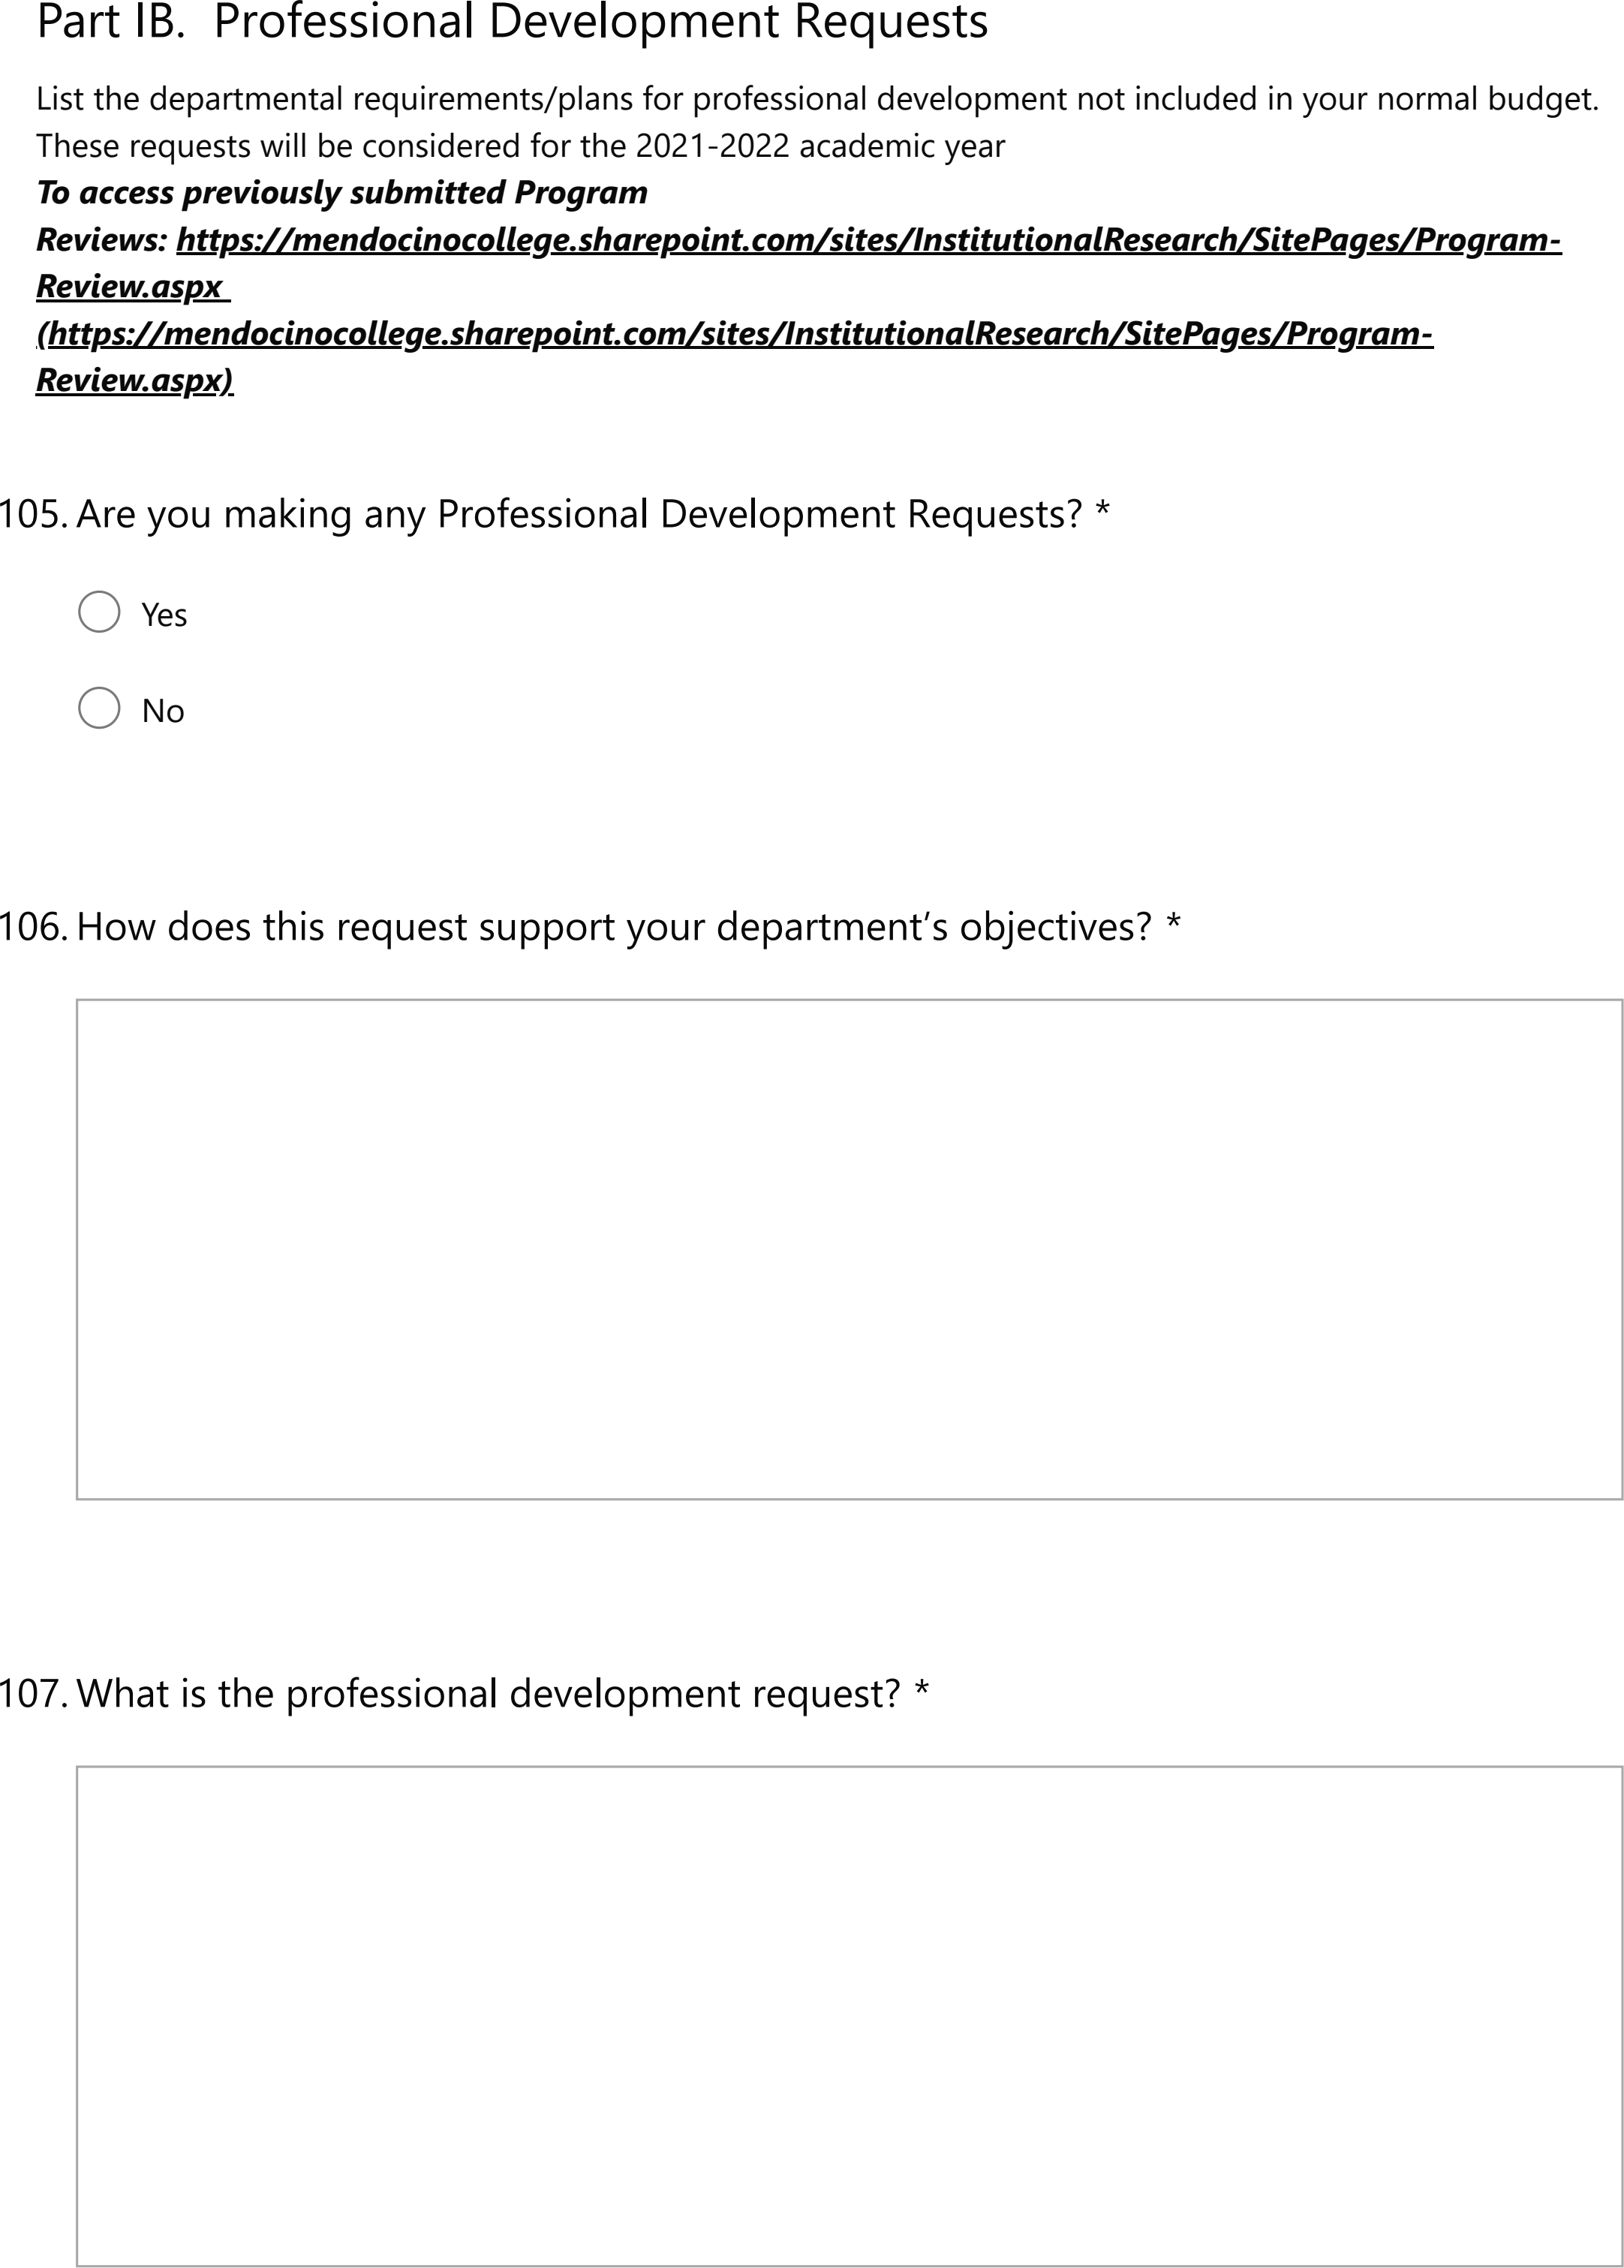 Part IB.  Professional Development Requests
List the departmental requirements/plans for professional development not included in your normal budget.
These requests will be considered for the 2021-2022 academic year
To access previously submitted Program
Reviews: https://mendocinocollege.sharepoint.com/sites/InstitutionalResearch/SitePages/Program-
Review.aspx
(https://mendocinocollege.sharepoint.com/sites/InstitutionalResearch/SitePages/Program-
Review.aspx)
105. Are you making any Professional Development Requests? *
Yes
No
106. How does this request support your department’s objectives? *
107. What is the professional development request? *